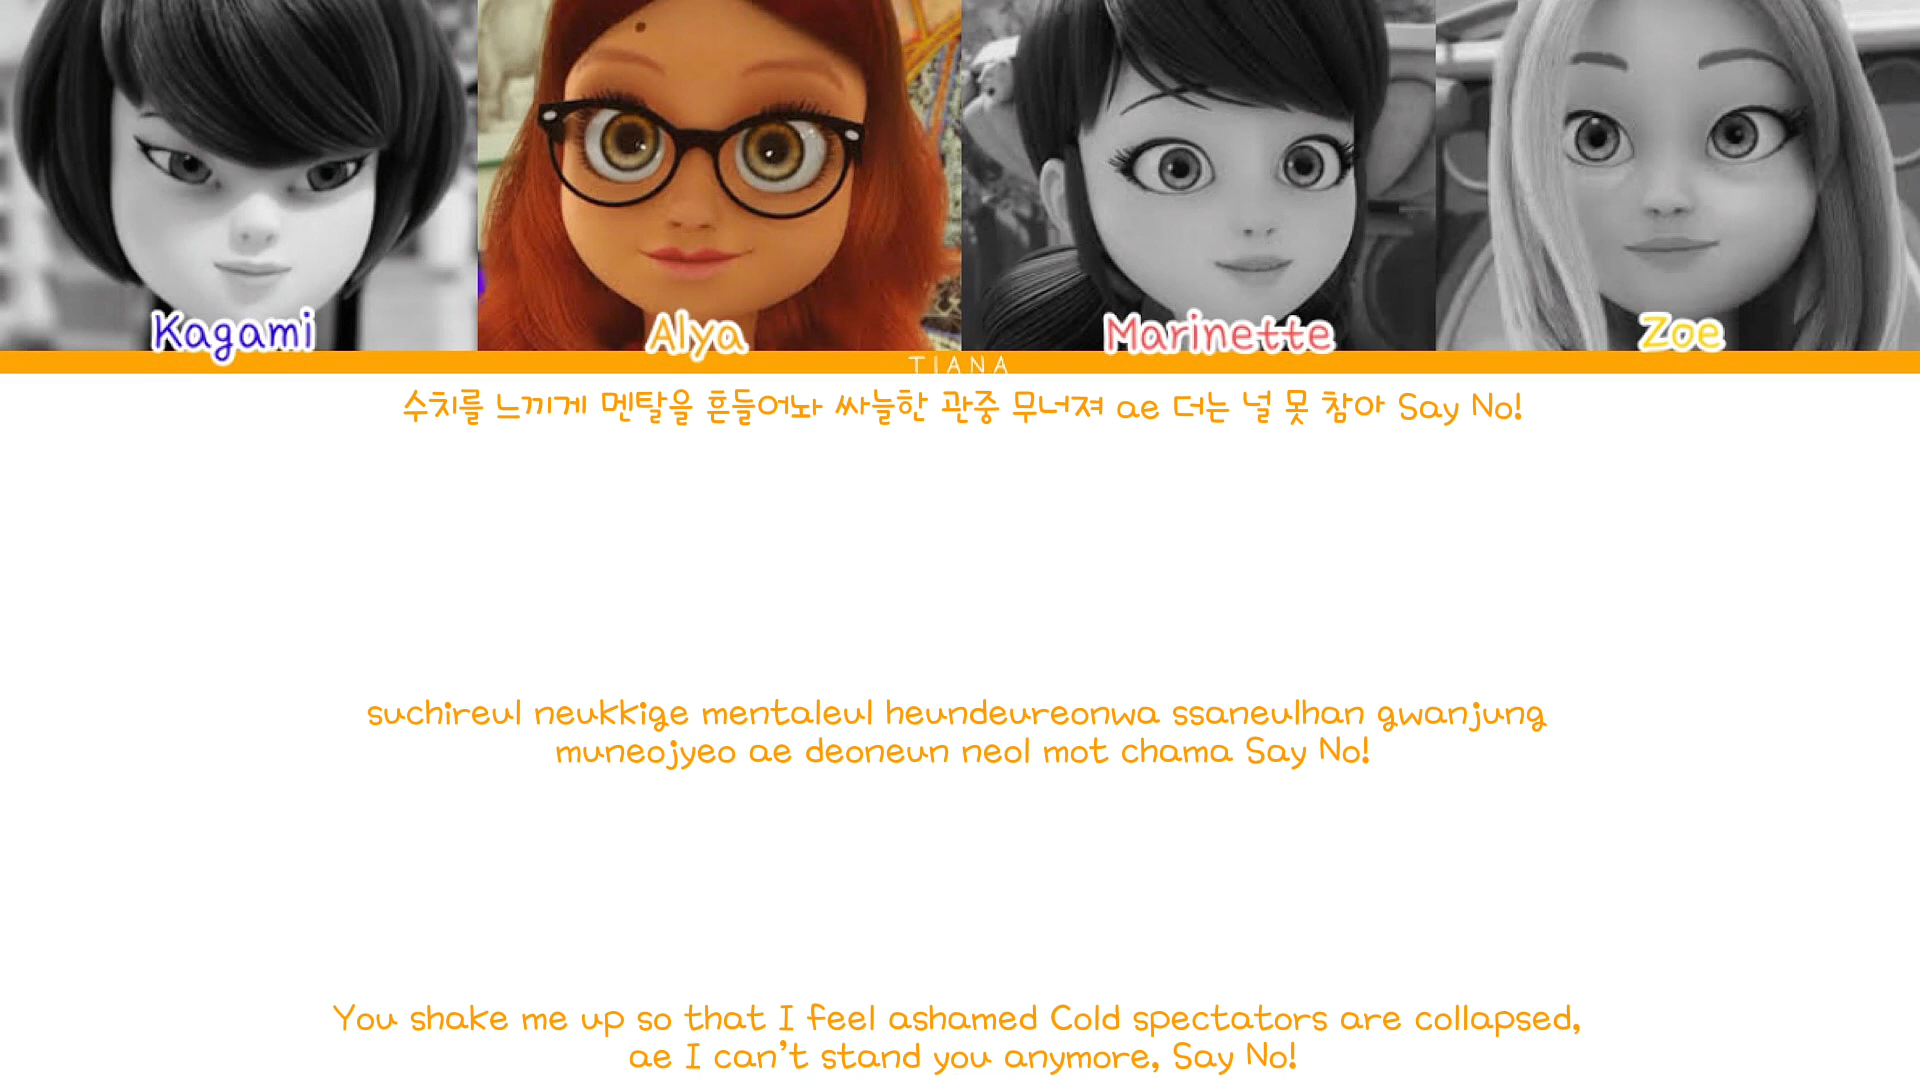 Kagami
Alya
Marinette
Zoe
TIANA
수치를 느끼게 멘탈을 흔들어놔 싸늘한 관중 무너져 ae 더는 널 못 참아 Say No!
suchireul neukkige mentaleul heundeureonwa ssaneulhan gwanjung
muneojyeo ae deoneun neol mot chama Say No!
You shake me up so that I feel ashamed Cold spectators are collapsed,
ae I can't stand you anymore, Say No!